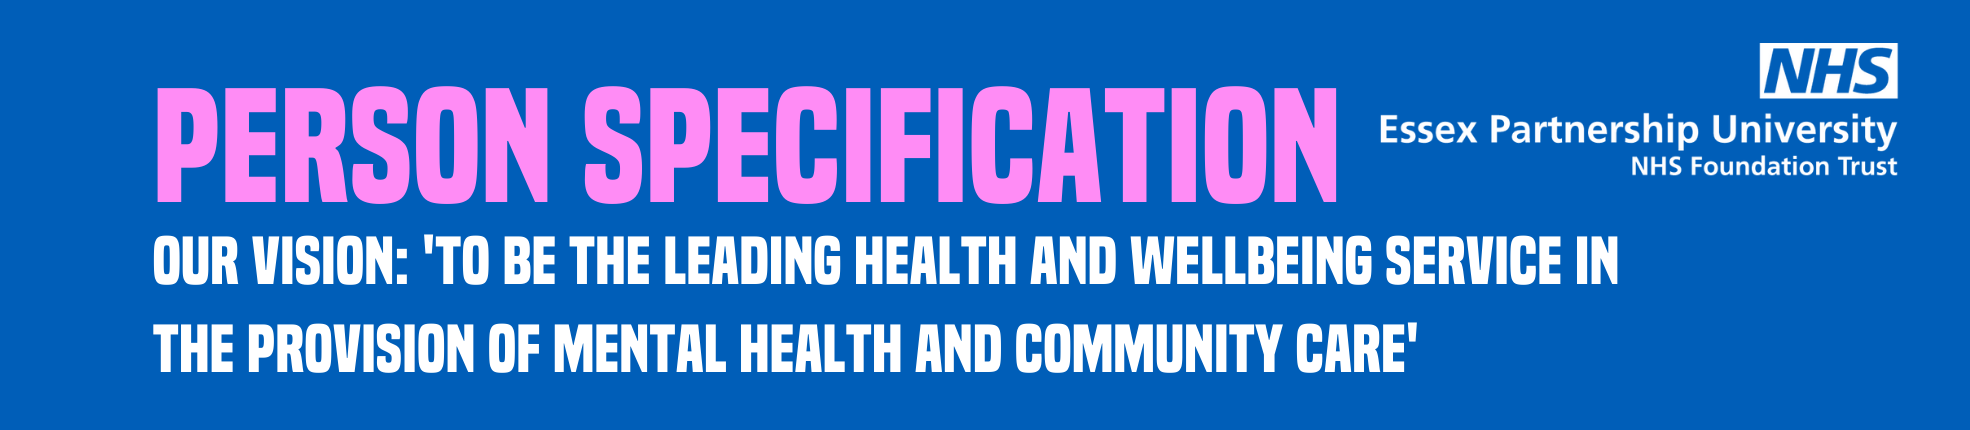 NHS
Essex Partnership University
NHS Foundation Trust
PERSON SPECIFICATION
OUR VISION: 'TO BE THE LEADING HEALTH AND WELLBEING SERVICE IN
THE PROVISION OF MENTAL HEALTH AND COMMUNITY CARE'